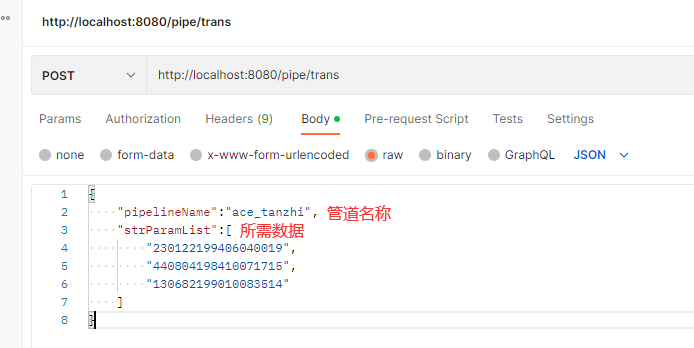 http://localhost:8080/pipe/trans
POST http://localhost:8080/pipe/trans
Params Authorization Headers (9) Body Pre-request Script Tests Settings
none form-data x-www-form-urlencoded raw binary GraphQL JSON
1 {
2 "pipelineName":"ace_tanzhi", 管道名称
3 "strParamList":[ 所需数据
4 "230122199406040019",
5 "440804198410071715",
6 "130682199010083514"
7 ]
8 }